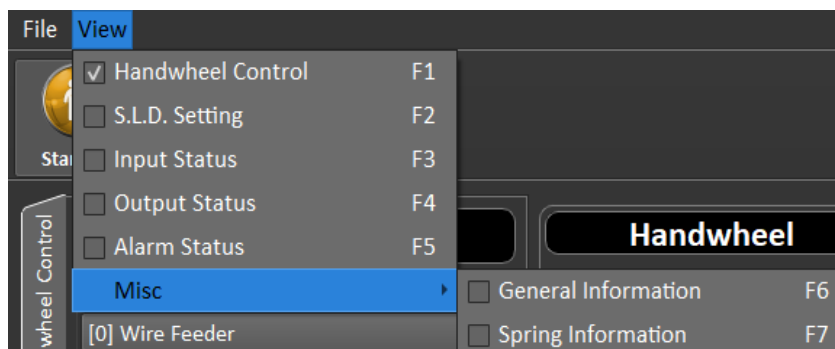 File View
Handwheel Control F1
S.L.D. Setting F2
Input Status F3
Sta
Output Status F4
Alarm Status F5
Handwheel
wheel Control
Misc
General Information F6
[0] Wire Feeder
Spring Information F7